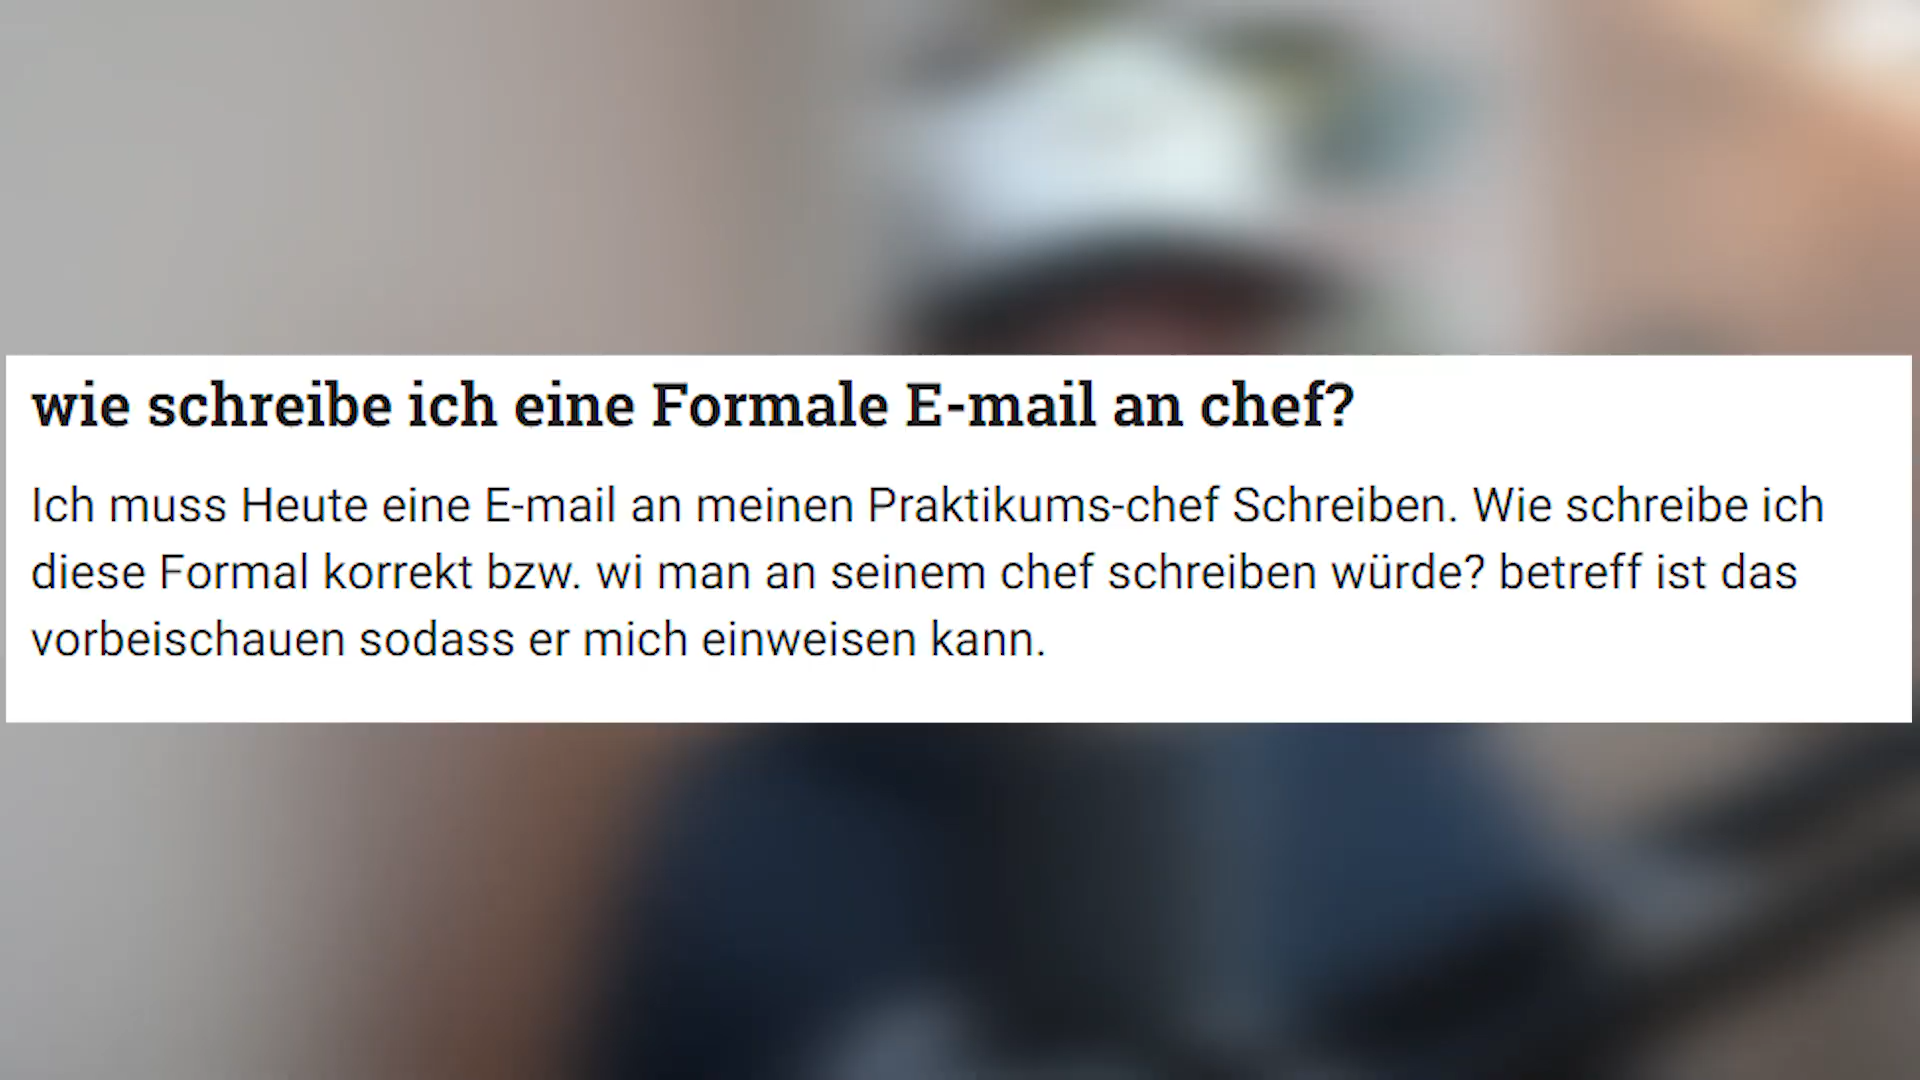 wie schreibe ich eine Formale E-mail an chef?
Ich muss Heute eine E-mail an meinen Praktikums-chef Schreiben. Wie schreibe ich
diese Formal korrekt bzw. wi man an seinem chef schreiben würde? betreff ist das
vorbeischauen sodass er mich einweisen kann.